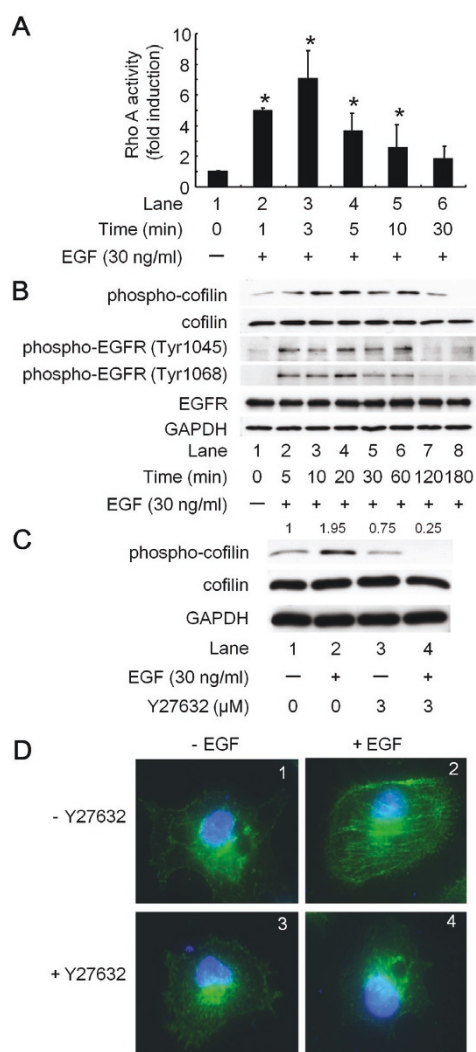 A
Rho A activity
(fold induction)
10
8
6
4
2
0
*
*
*
*
Lane 1 2 3 4 5 6
Time (min) 0 1 3 5 10 30
EGF (30 ng/ml) — + + + + +
B
phospho-cofilin
cofilin
phospho-EGFR (Tyr1045)
phospho-EGFR (Tyr1068)
EGFR
GAPDH
Lane 1 2 3 4 5 6 7 8
Time (min) 0 5 10 20 30 60 120 180
EGF (30 ng/ml) — + + + + + + +
C
1 1.95 0.75 0.25
phospho-cofilin
cofilin
GAPDH
Lane 1 2 3 4
EGF (30 ng/ml) — + — +
Y27632 (µM) 0 0 3 3
D
- EGF + EGF
- Y27632 1 2
+ Y27632 3 4